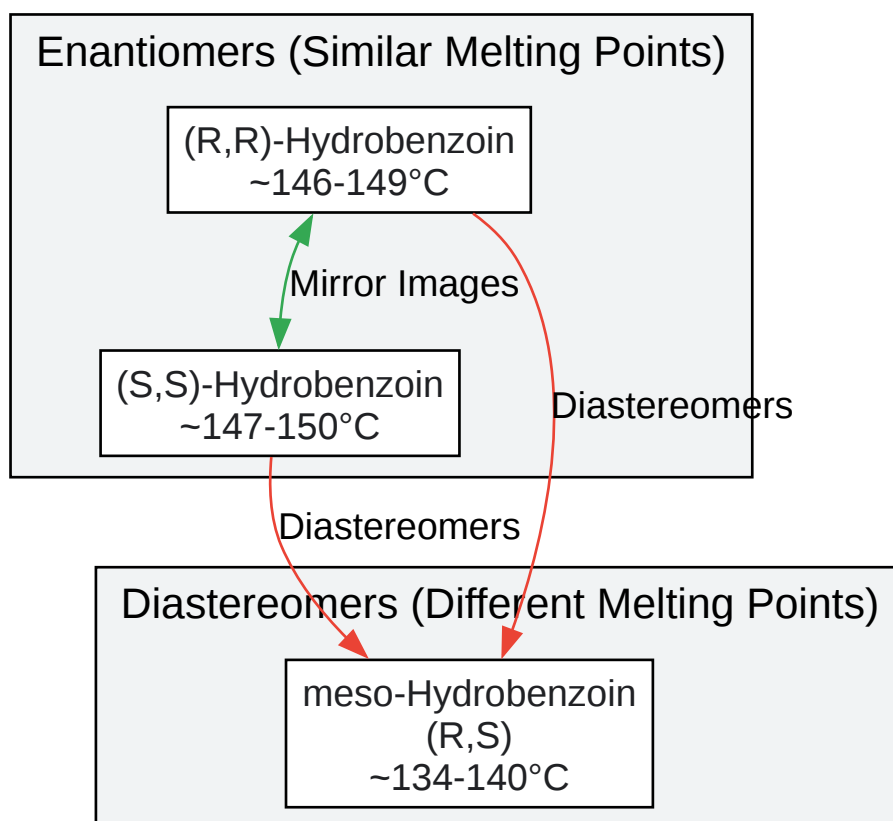 Enantiomers (Similar Melting Points)
(R,R)-Hydrobenzoin
~146-149°C
Mirror Images
(S,S)-Hydrobenzoin
~147-150°C
Diastereomers
Diastereomers
Diastereomers (Different Melting Points)
meso-Hydrobenzoin
(R,S)
~134-140°C